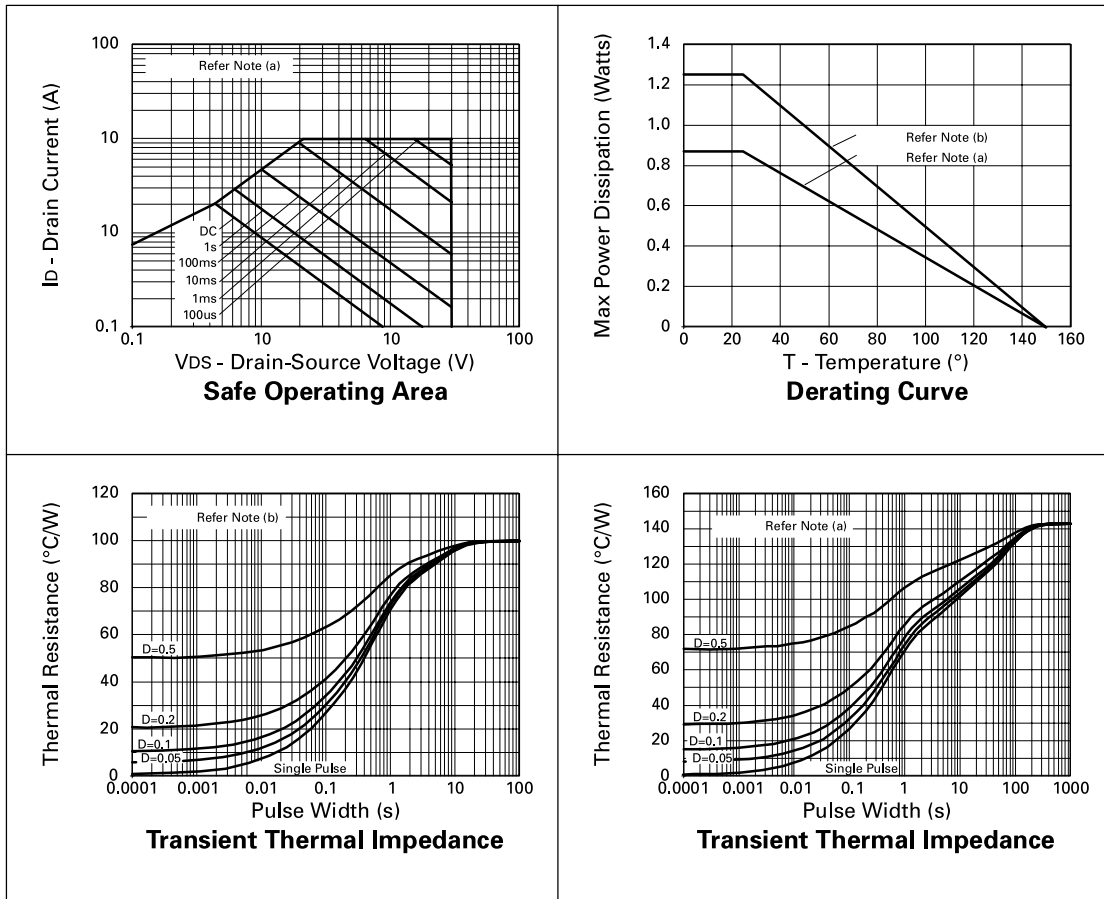 100
10
10
0.1
Refer Note (a)
DC
1s
100ms
10ms
1ms
100us
0.1
10
10
100
ID - Drain Current (A)
VDS - Drain-Source Voltage (V)
Safe Operating Area
1.4
1.2
1.0
0.8
0.6
0.4
0.2
0
Refer Note (b)
Refer Note (a)
0
20
40
60
80
100
120
140
160
Max Power Dissipation (Watts)
T - Temperature (°)
Derating Curve
120
100
80
60
40
20
0
Refer Note (b)
D=0.5
D=0.2
D=0.1
D=0.05
Single Pulse
0.0001
0.001
0.01
0.1
1
10
100
Thermal Resistance (°C/W)
Pulse Width (s)
Transient Thermal Impedance
160
140
120
100
80
60
40
20
0
Refer Note (a)
D=0.5
D=0.2
D=0.1
D=0.05
Single Pulse
0.0001
0.001
0.01
0.1
1
10
100
1000
Thermal Resistance (°C/W)
Pulse Width (s)
Transient Thermal Impedance